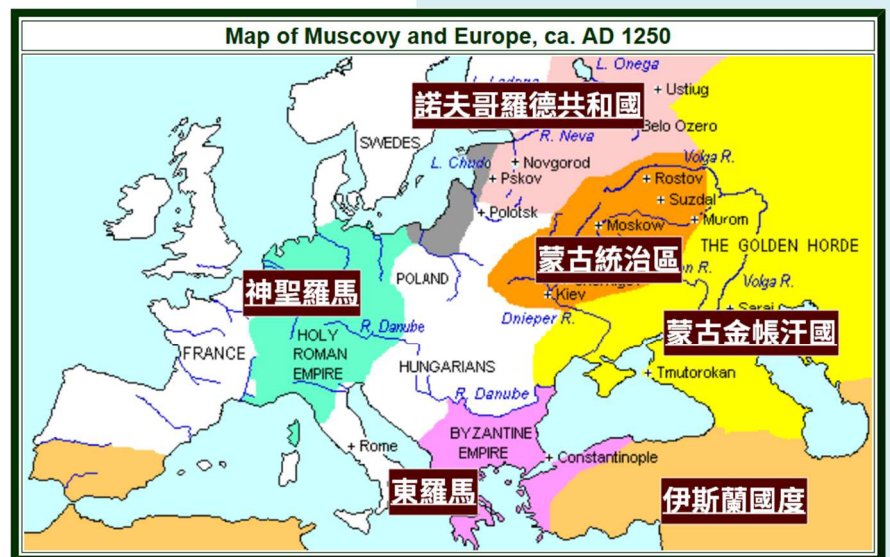 Map of Muscovy and Europe, ca. AD 1250
L. Onega
諾夫哥羅德共和國
Ustiug
Belo Ozero
SWEDES
R. Neva
L. Chudo
Novgorod
Volga R.
Pskov
Rostov
Suzdal
Polotsk
Moskow
Murom
THE GOLDEN HORDE
蒙古統治區
神聖羅馬
POLAND
Volga R.
Kiev
Sarai
Dnieper R.
蒙古金帳汗國
R. Danube
HOLY
ROMAN
EMPIRE
FRANCE
HUNGARIANS
Tmutorokan
R. Danube
BYZANTINE
EMPIRE
Rome
Constantinople
東羅馬
伊斯蘭國度